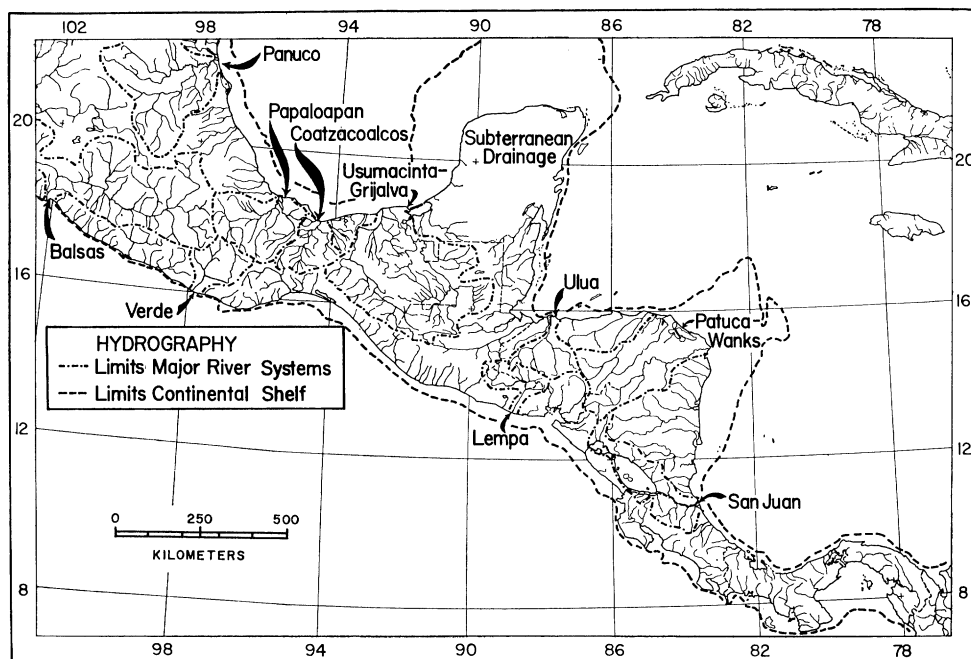 102 98 94 90 86 82 78
Panuco
Papaloapan
Coatzacoalcos
Subterranean
Drainage
Usumacinta-
Grijalva
20
20
Balsas
16
16
Verde
Ulua
Patuca-
Wanks
HYDROGRAPHY
Limits Major River Systems
Limits Continental Shelf
12
12
Lempa
San Juan
0 250 500
KILOMETERS
8
8
98 94 90 86 82 78